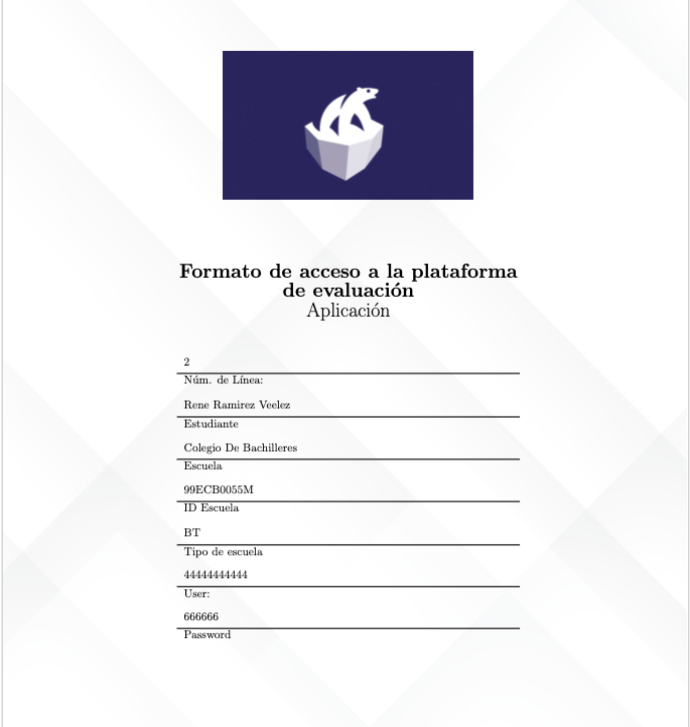 Formato de acceso a la plataforma
de evaluación
Aplicación
2
Núm. de Línea:
Rene Ramirez Veelez
Estudiante
Colegio De Bachilleres
Escuela
99ECB0055M
ID Escuela
BT
Tipo de escuela
44444444444
User:
666666
Password